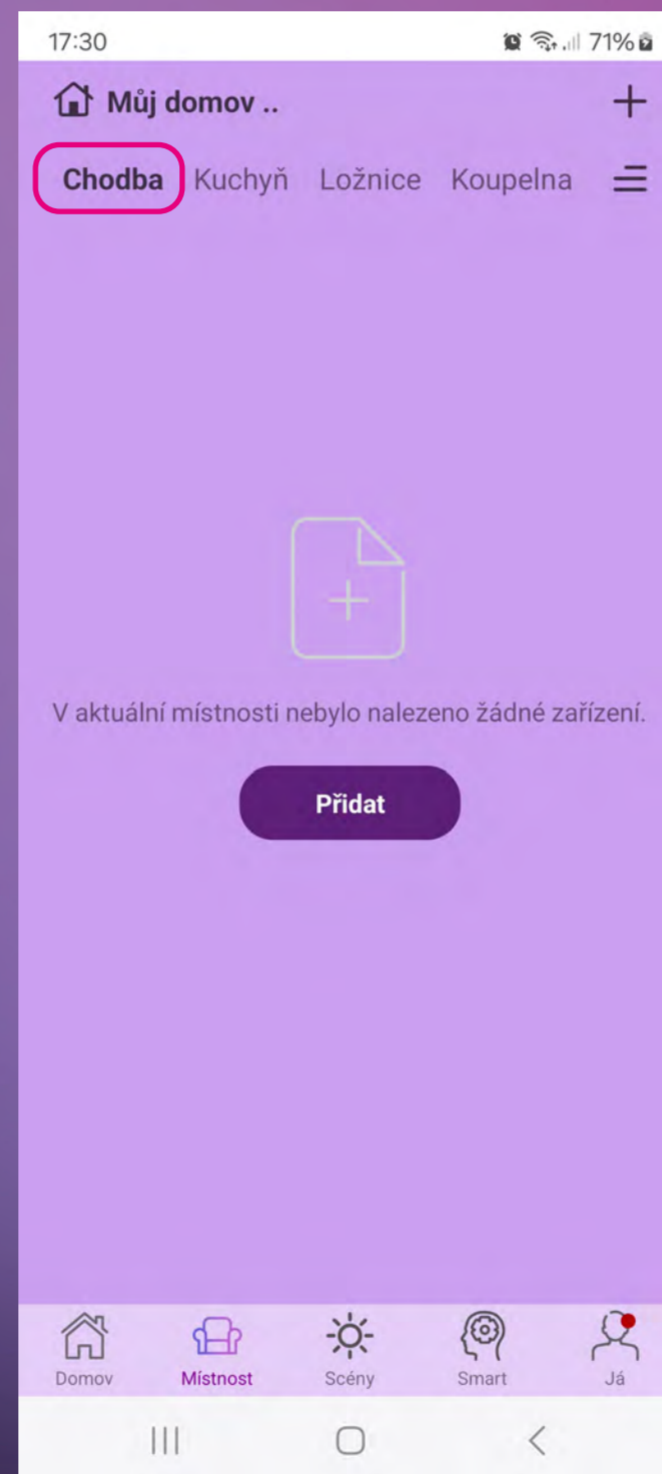 17:30 71%
Můj domov ..
Chodba Kuchyň Ložnice Koupelna
V aktuální místnosti nebylo nalezeno žádné zařízení.
Přidat
Domov Místnost Scény Smart Já